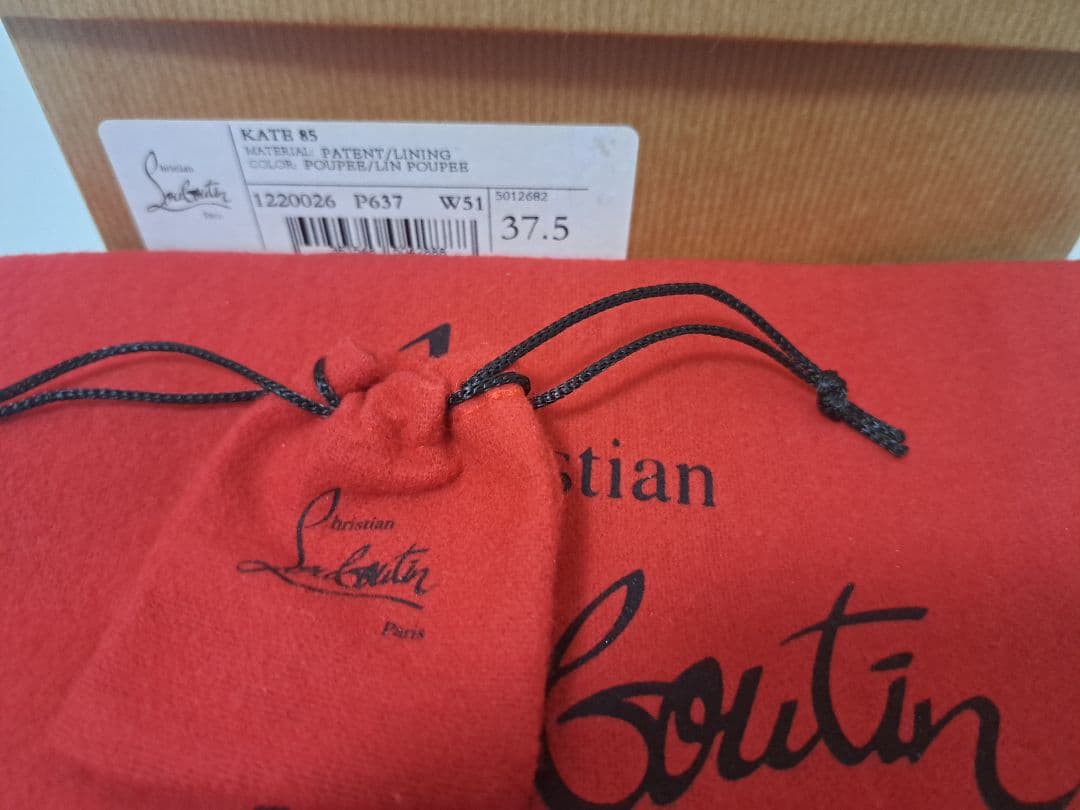 Christian
Louboutin
Paris
KATE 85
MATERIAL: PATENT/LINING
COLOR: POUPEE/LIN POUPEE
1220026 P637 W51
5012682
37.5
stian
Christian
Louboutin
Paris
boutin